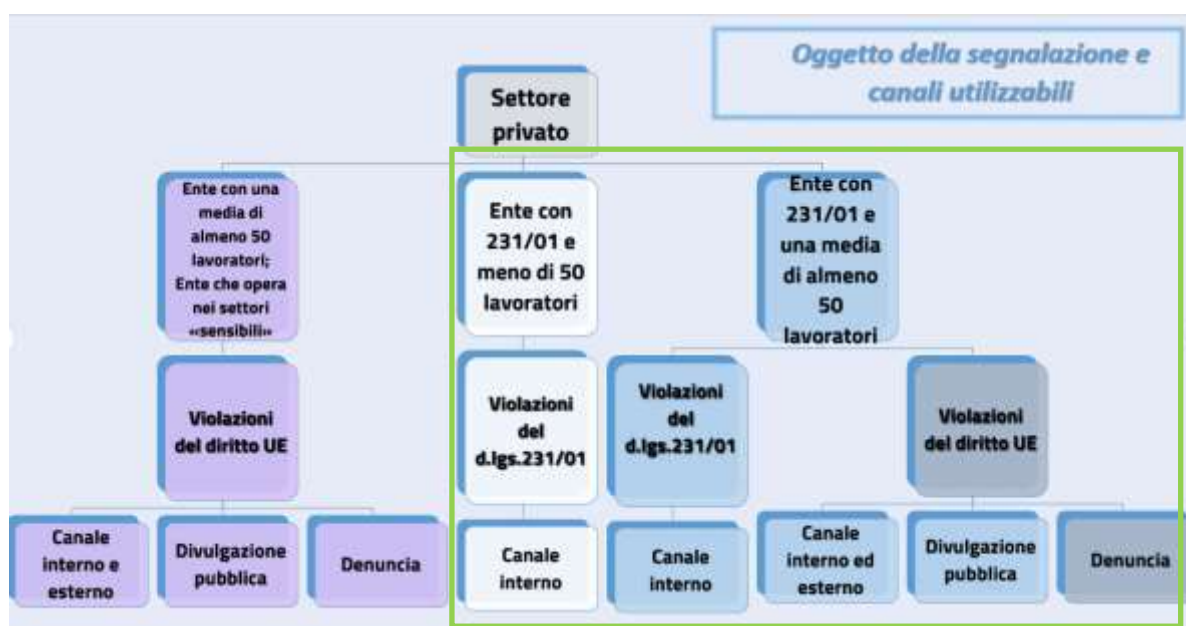 Oggetto della segnalazione e
canali utilizzabili
Settore
privato
Ente con una
media di
almeno 50
lavoratori;
Ente che opera
nei settori
«sensibili»
Ente con
231/01 e
meno di 50
lavoratori
Ente con
231/01 e
una media
di almeno
50
lavoratori
Violazioni
del diritto UE
Violazioni
del
d.lgs.231/01
Violazioni
del
d.lgs.231/01
Violazioni
del diritto UE
Canale
interno e
esterno
Divulgazione
pubblica
Denuncia
Canale
interno
Canale
interno
Canale
interno ed
esterno
Divulgazione
pubblica
Denuncia